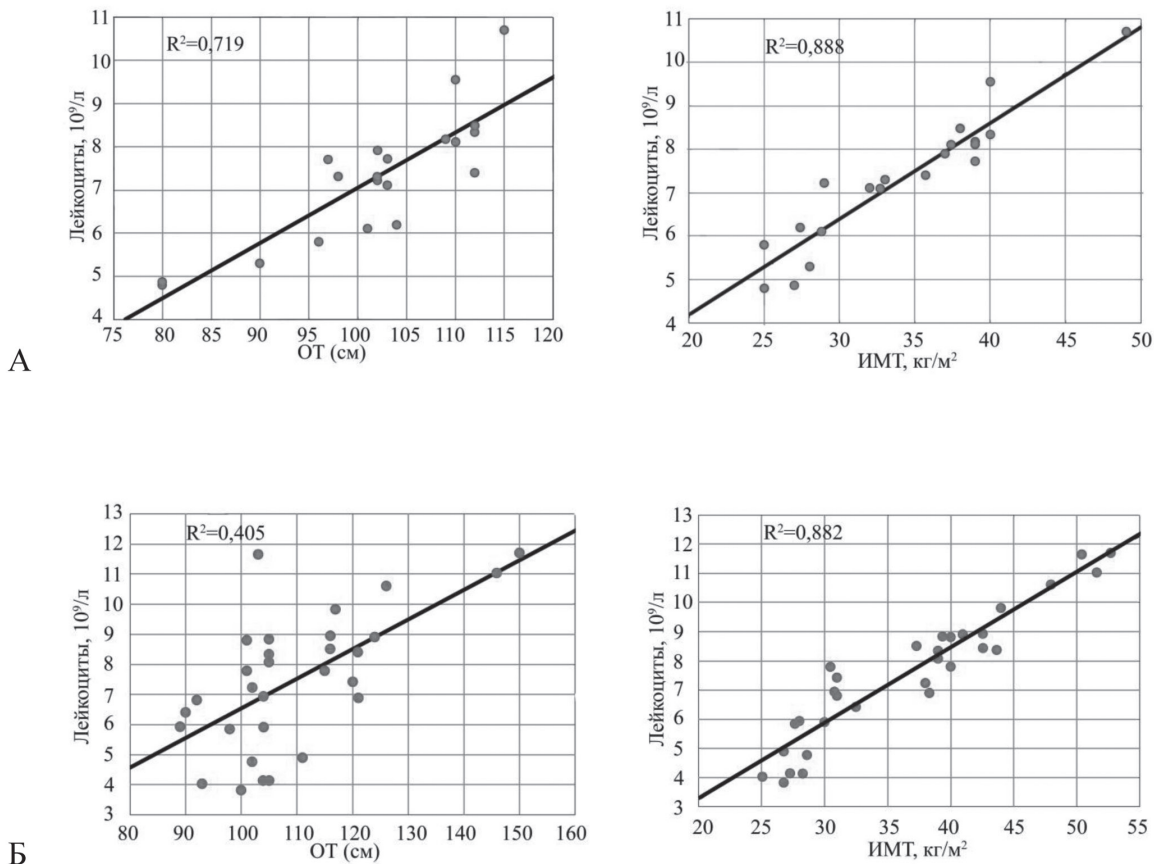 11
10
9
8
7
6
5
4
Лейкоциты, 10⁹/л
R²=0,719
75 80 85 90 95 100 105 110 115 120
ОТ (см)
11
10
9
8
7
6
5
4
Лейкоциты, 10⁹/л
R²=0,888
20 25 30 35 40 45 50
ИМТ, кг/м²
А
13
12
11
10
9
8
7
6
5
4
3
Лейкоциты, 10⁹/л
R²=0,405
80 90 100 110 120 130 140 150 160
ОТ (см)
13
12
11
10
9
8
7
6
5
4
3
Лейкоциты, 10⁹/л
R²=0,882
20 25 30 35 40 45 50 55
ИМТ, кг/м²
Б